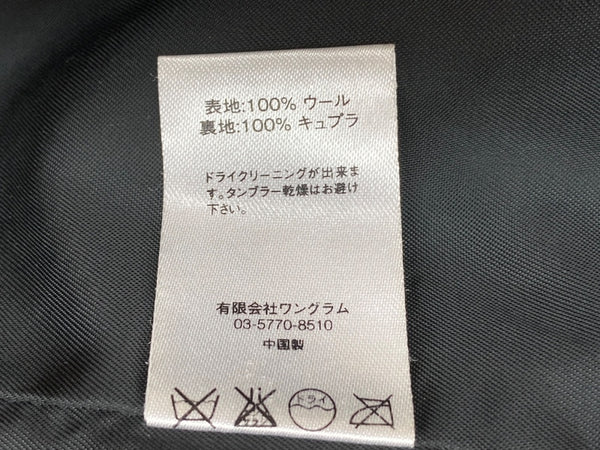 表地:100% ウール
裏地:100% キュプラ
ドライクリーニングが出来ま
す。タンブラー乾燥はお避け
下さい。
有限会社ワングラム
03-5770-8510
中国製
ドライ